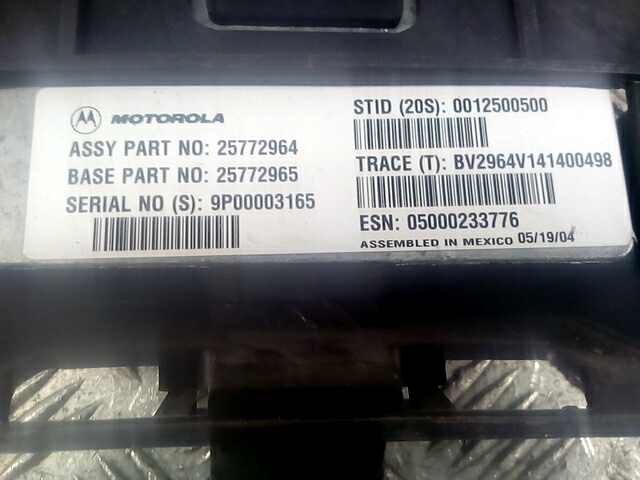 MOTOROLA
ASSY PART NO: 25772964
BASE PART NO: 25772965
SERIAL NO (S): 9P00003165
STID (20S): 0012500500
TRACE (T): BV2964V141400498
ESN: 05000233776
ASSEMBLED IN MEXICO 05/19/04